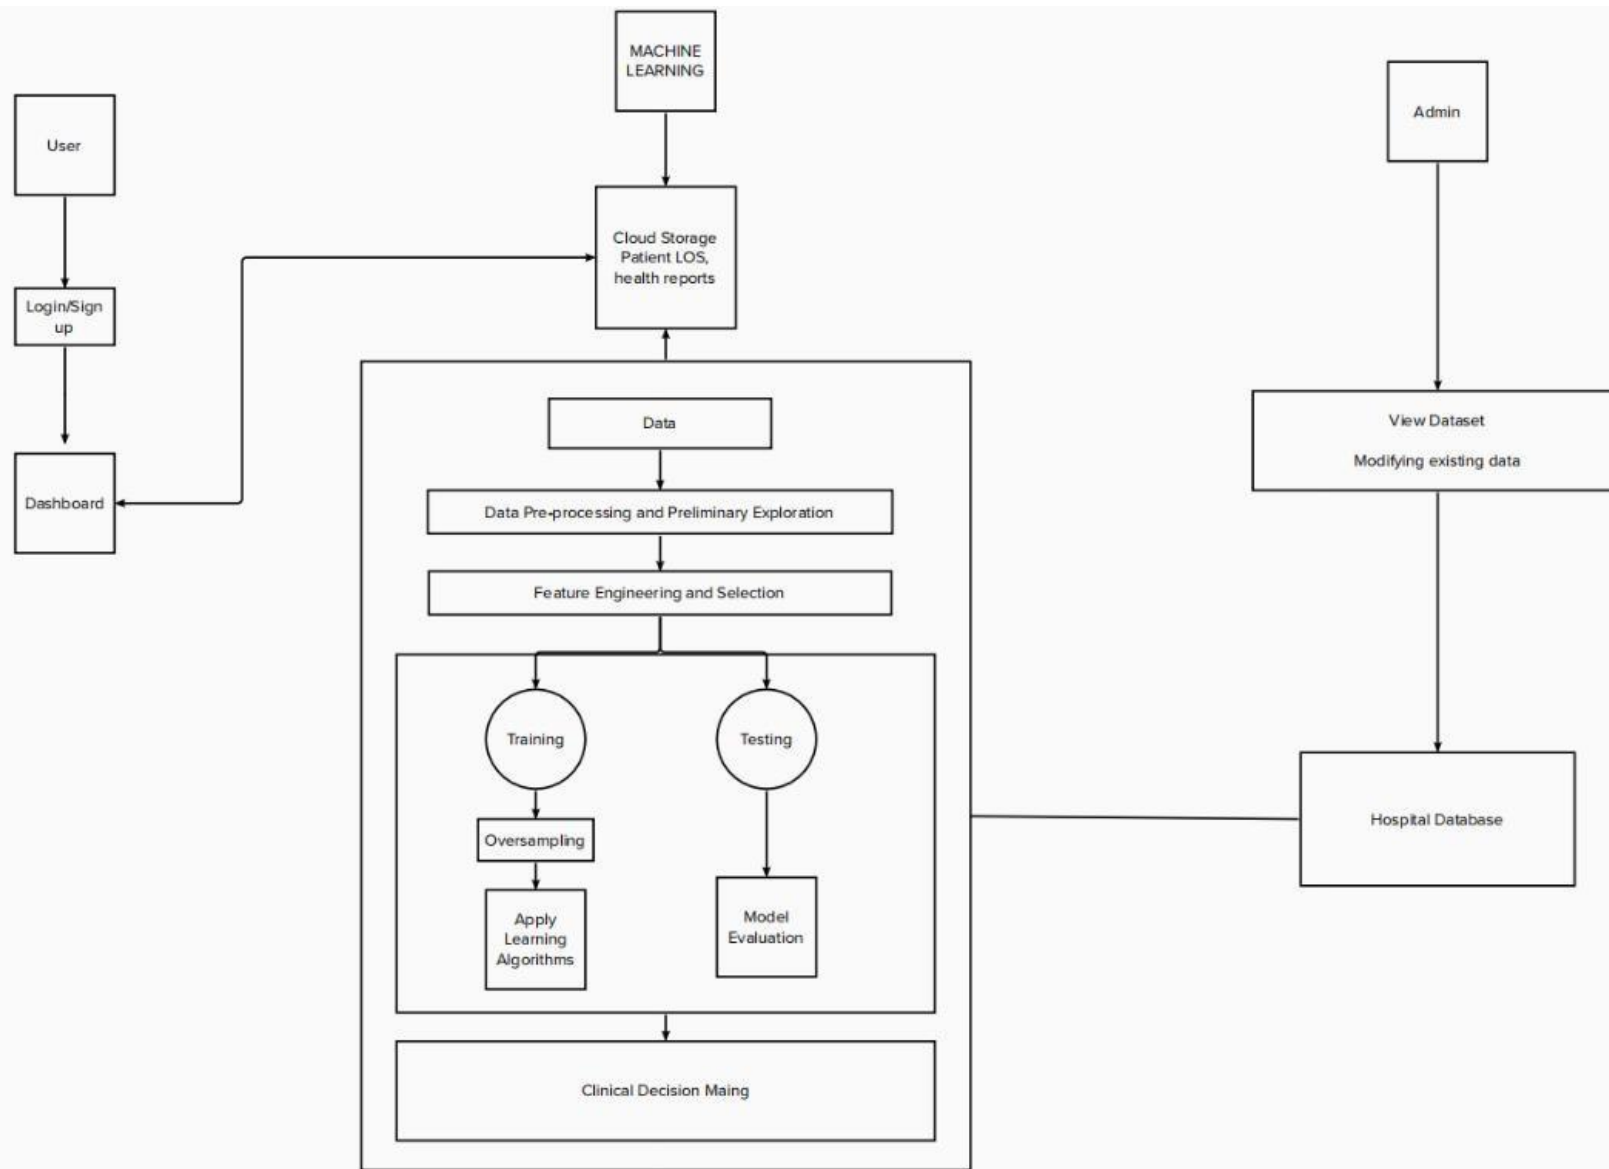 MACHINE
LEARNING
User
Admin
Cloud Storage
Patient LOS,
health reports
Login/Sign
up
Dashboard
Data
Data Pre-processing and Preliminary Exploration
Feature Engineering and Selection
Training
Testing
Oversampling
Apply
Learning
Algorithms
Model
Evaluation
Clinical Decision Maing
View Dataset
Modifying existing data
Hospital Database